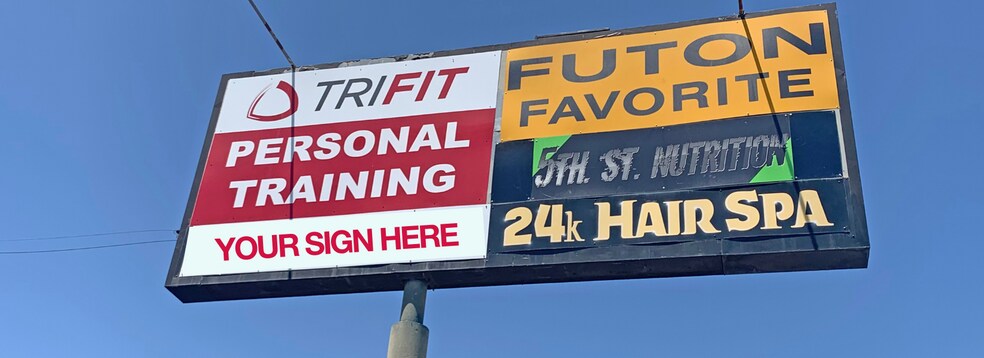 TRIFIT
PERSONAL
TRAINING
YOUR SIGN HERE
FUTON
FAVORITE
5TH. ST. NUTRITION
24k HAIR SPA